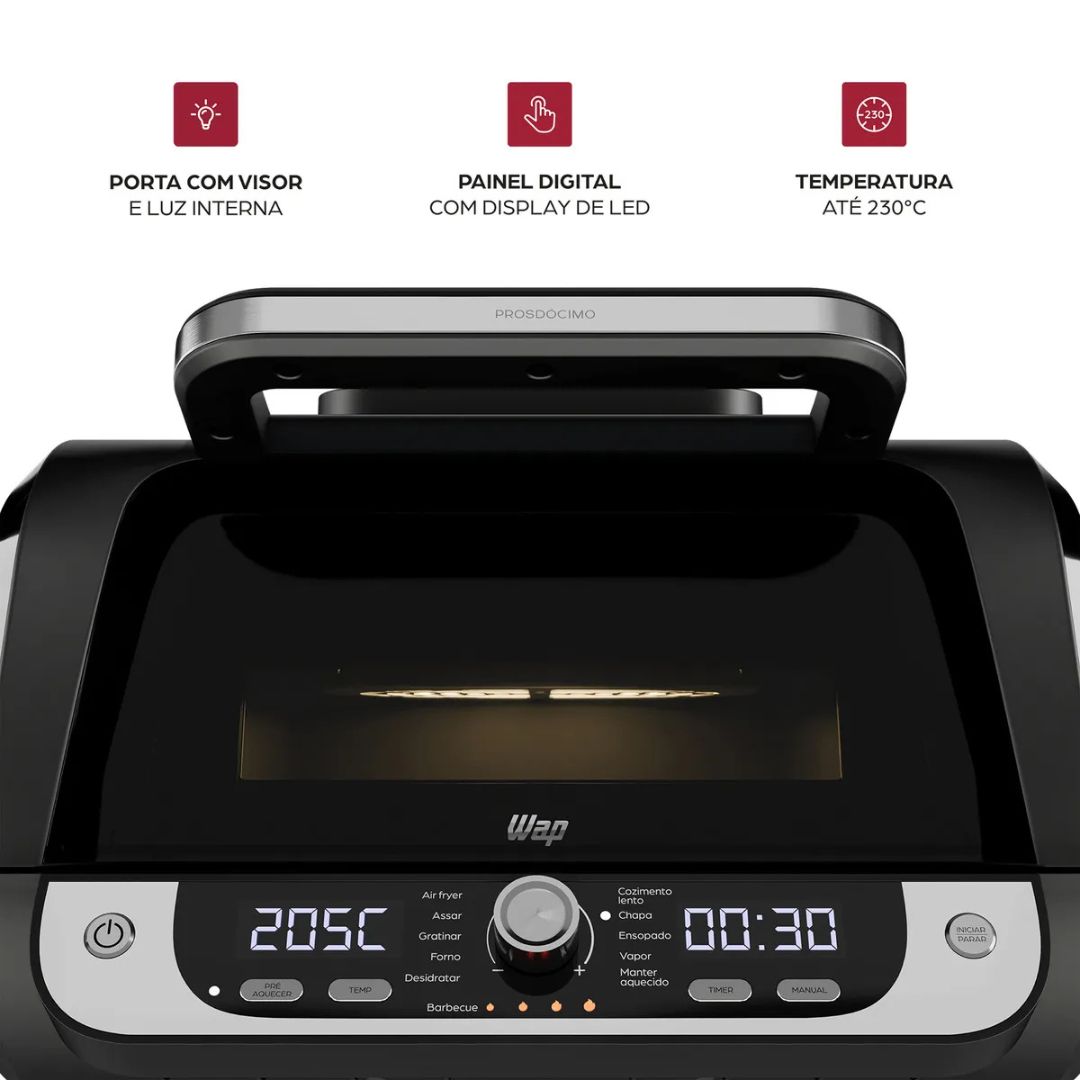 230
PORTA COM VISOR
E LUZ INTERNA
PAINEL DIGITAL
COM DISPLAY DE LED
TEMPERATURA
ATÉ 230°C
PROSDÓCIMO
Wap
205C
PRÉ
AQUECER
TEMP
Air fryer
Assar
Gratinar
Forno
Desidratar
Barbecue
- +
Cozimento
lento
Chapa
Ensopado
Vapor
Manter
aquecido
00:30
TIMER
MANUAL
INICIAR
PARAR